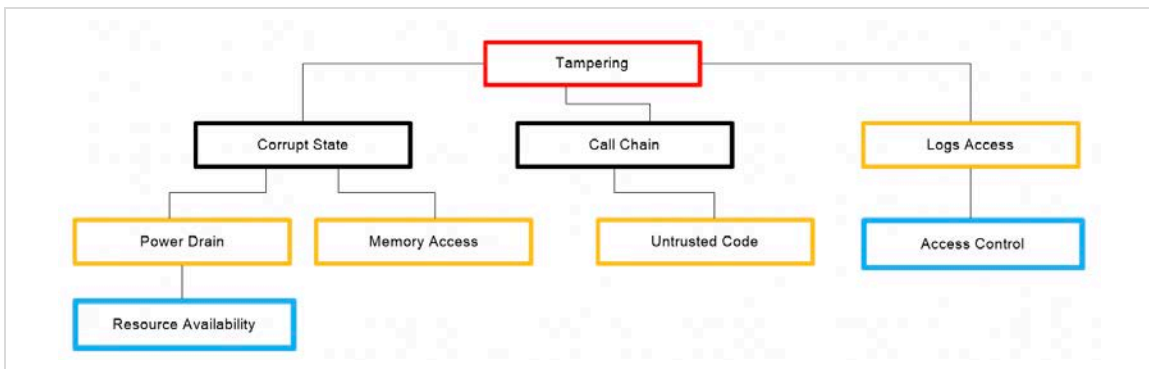 Tampering
Corrupt State
Call Chain
Logs Access
Power Drain
Memory Access
Untrusted Code
Access Control
Resource Availability